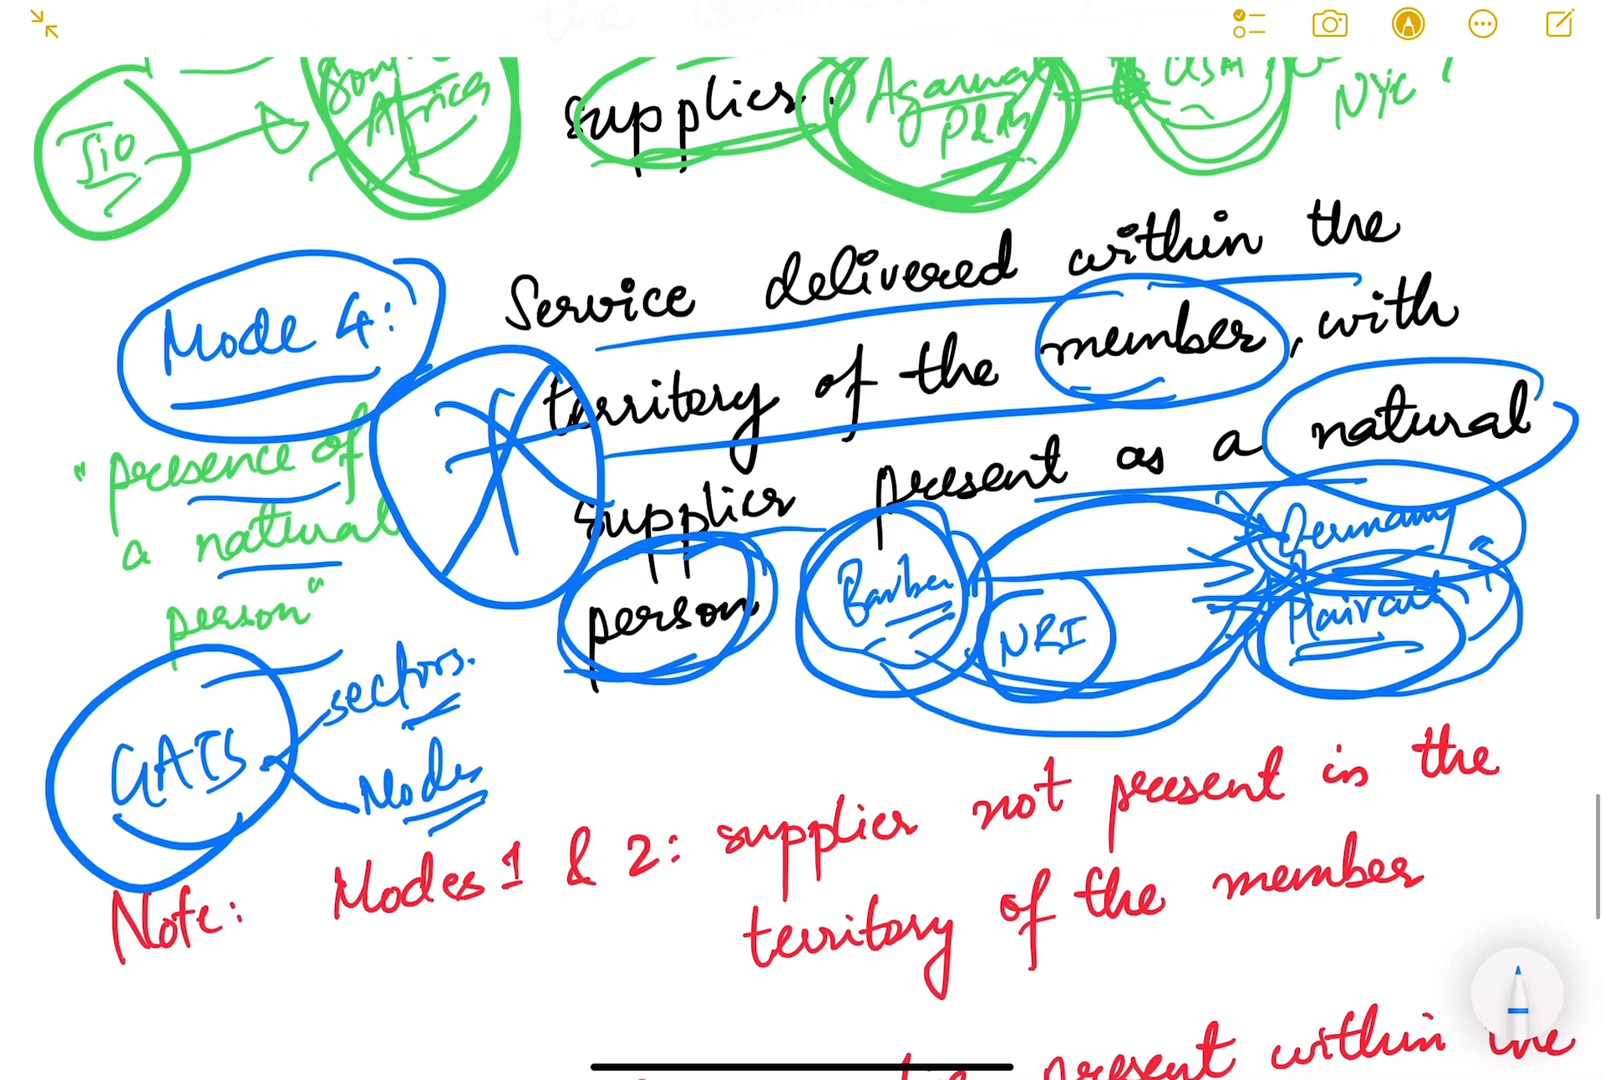 Jio
South
Africa
supplies.
Agarwal
P&M
USA
NYC
Mode 4:
Service delivered within the
territory of the member, with
supplier present as a natural
person
"presence of
a natural
person"
Barber
NRI
Germany
Haircut
GATS
sectors.
Modes
Note: Modes 1 & 2: supplier not present in the
territory of the member
present within the